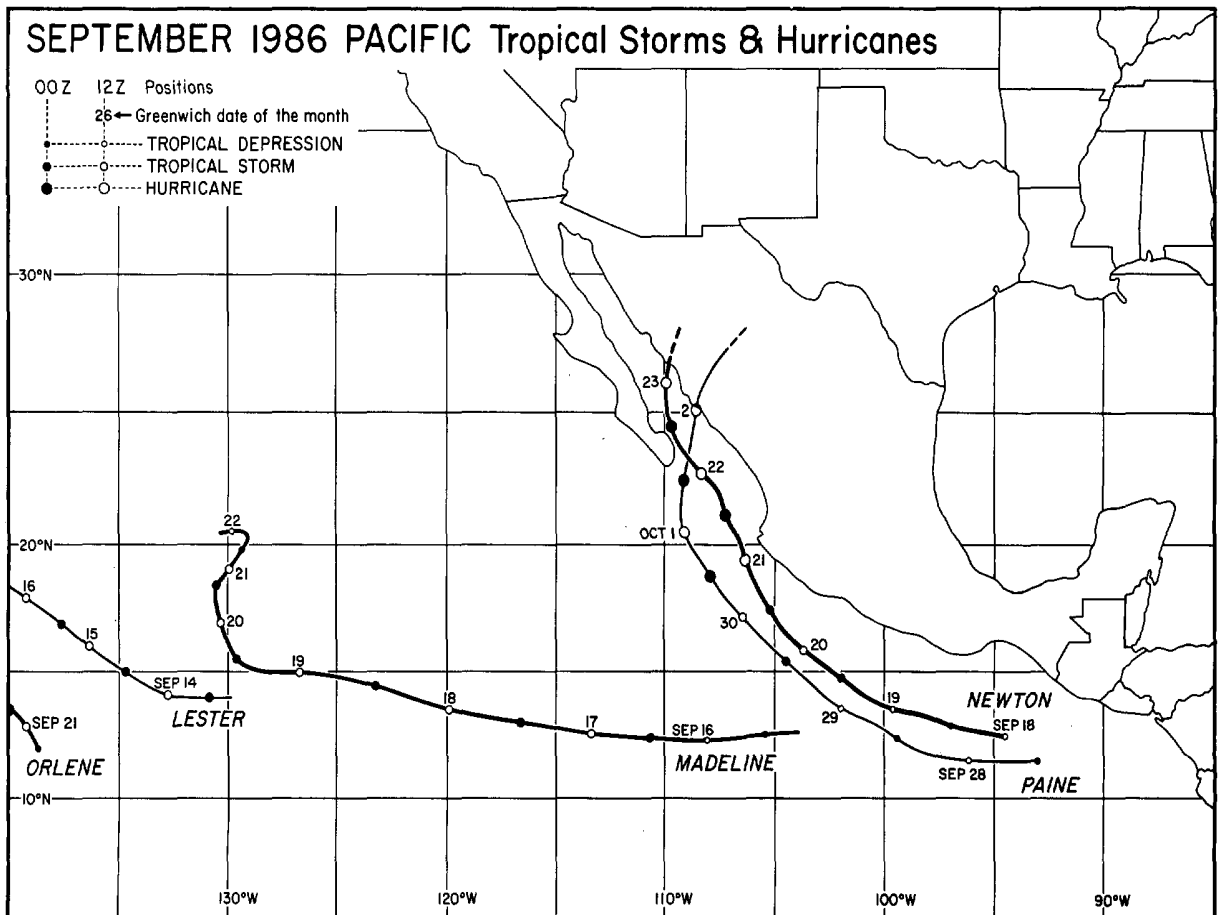 SEPTEMBER 1986 PACIFIC Tropical Storms & Hurricanes
00Z 12Z Positions
26 Greenwich date of the month
TROPICAL DEPRESSION
TROPICAL STORM
HURRICANE
30°N
23
2
22
22
OCT 1
20°N
21
21
16
20
30
15
20
19
SEP 14
18
19
NEWTON
LESTER
29
SEP 21
17
SEP 16
SEP 18
ORLENE
MADELINE
SEP 28
PAINE
10°N
130°W 120°W 110°W 100°W 90°W